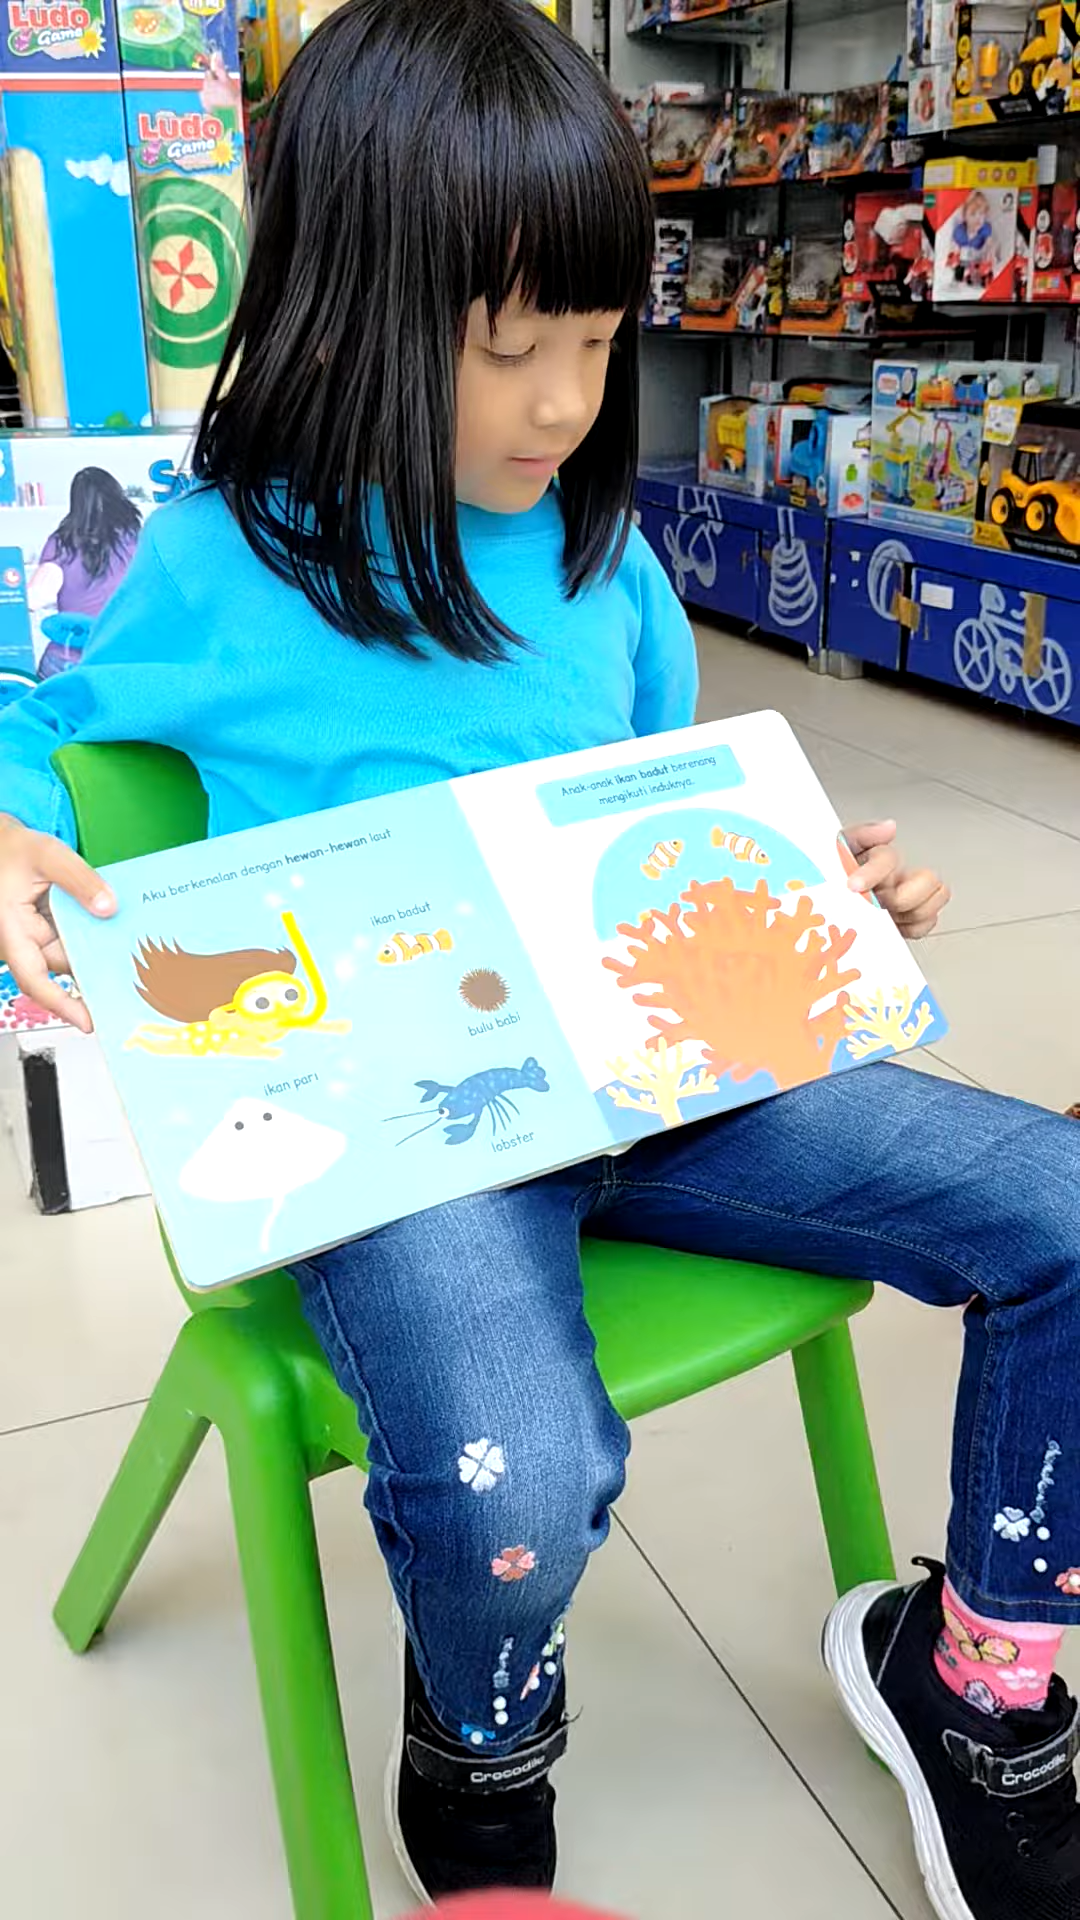 Ludo
Game
Ludo
Game
Aku berkenalan dengan hewan-hewan laut
ikan badut
bulu babi
ikan pari
lobster
Anak-anak ikan badut berenang
mengikuti induknya.
Crocodile
Crocodile